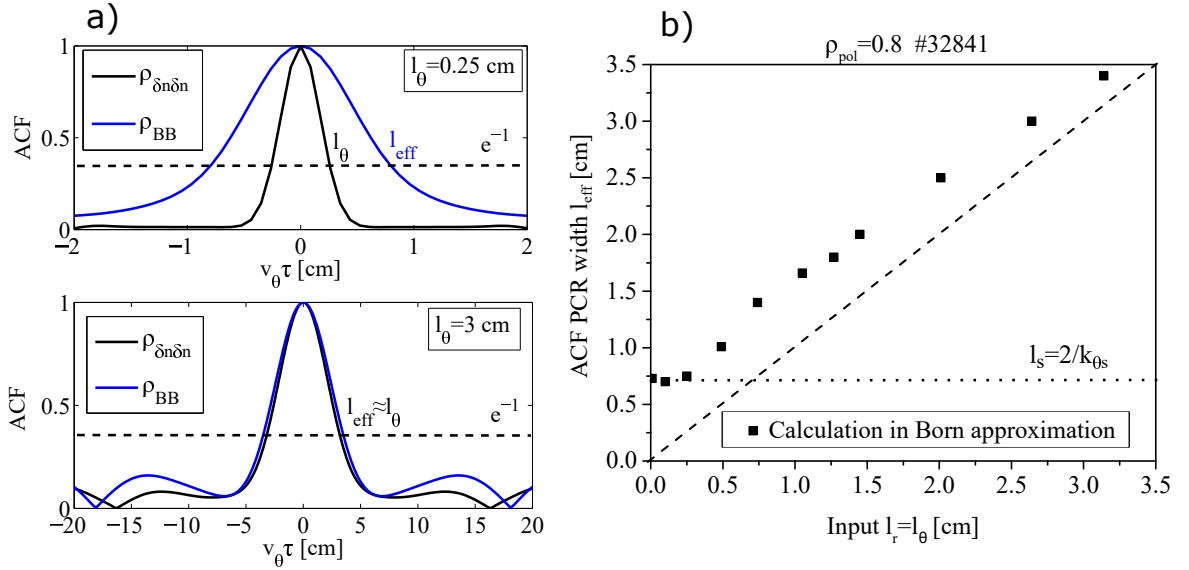 a)
ACF
1
0.5
0
ρδnδn
ρBB
lθ=0.25 cm
lθ
leff
e⁻¹
−2
−1
0
1
2
vθτ [cm]
ACF
1
0.5
0
ρδnδn
ρBB
lθ=3 cm
leff≈lθ
e⁻¹
−20
−15
−10
−5
0
5
10
15
20
vθτ [cm]
b)
ρpol=0.8 #32841
ACF PCR width leff [cm]
3.5
3.0
2.5
2.0
1.5
1.0
0.5
0.0
ls=2/kθs
Calculation in Born approximation
0.0
0.5
1.0
1.5
2.0
2.5
3.0
3.5
Input lr=lθ [cm]